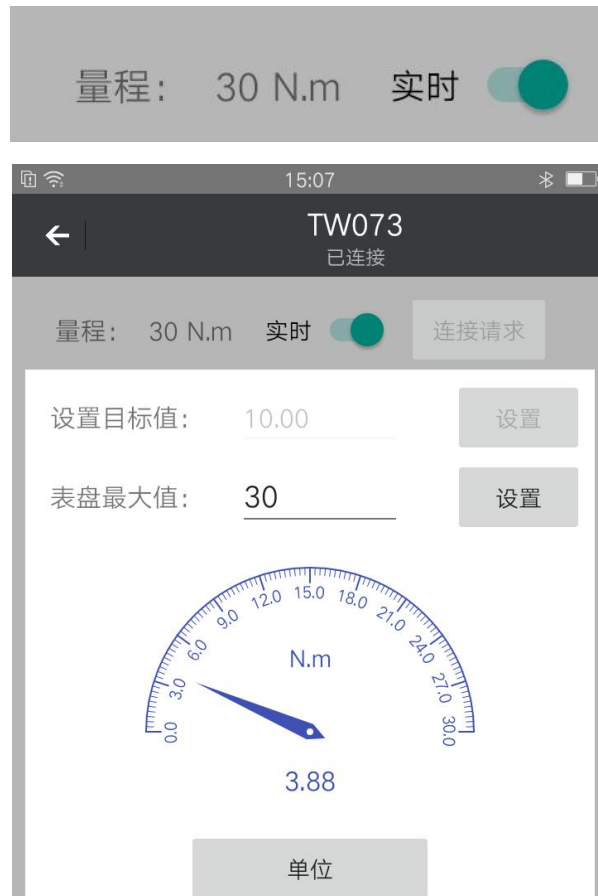 量程： 30 N.m 实时
15:07
TW073
已连接
量程： 30 N.m 实时 连接请求
设置目标值： 10.00 设置
表盘最大值： 30 设置
0.0 3.0 6.0 9.0 12.0 15.0 18.0 21.0 24.0 27.0 30.0
N.m
3.88
单位